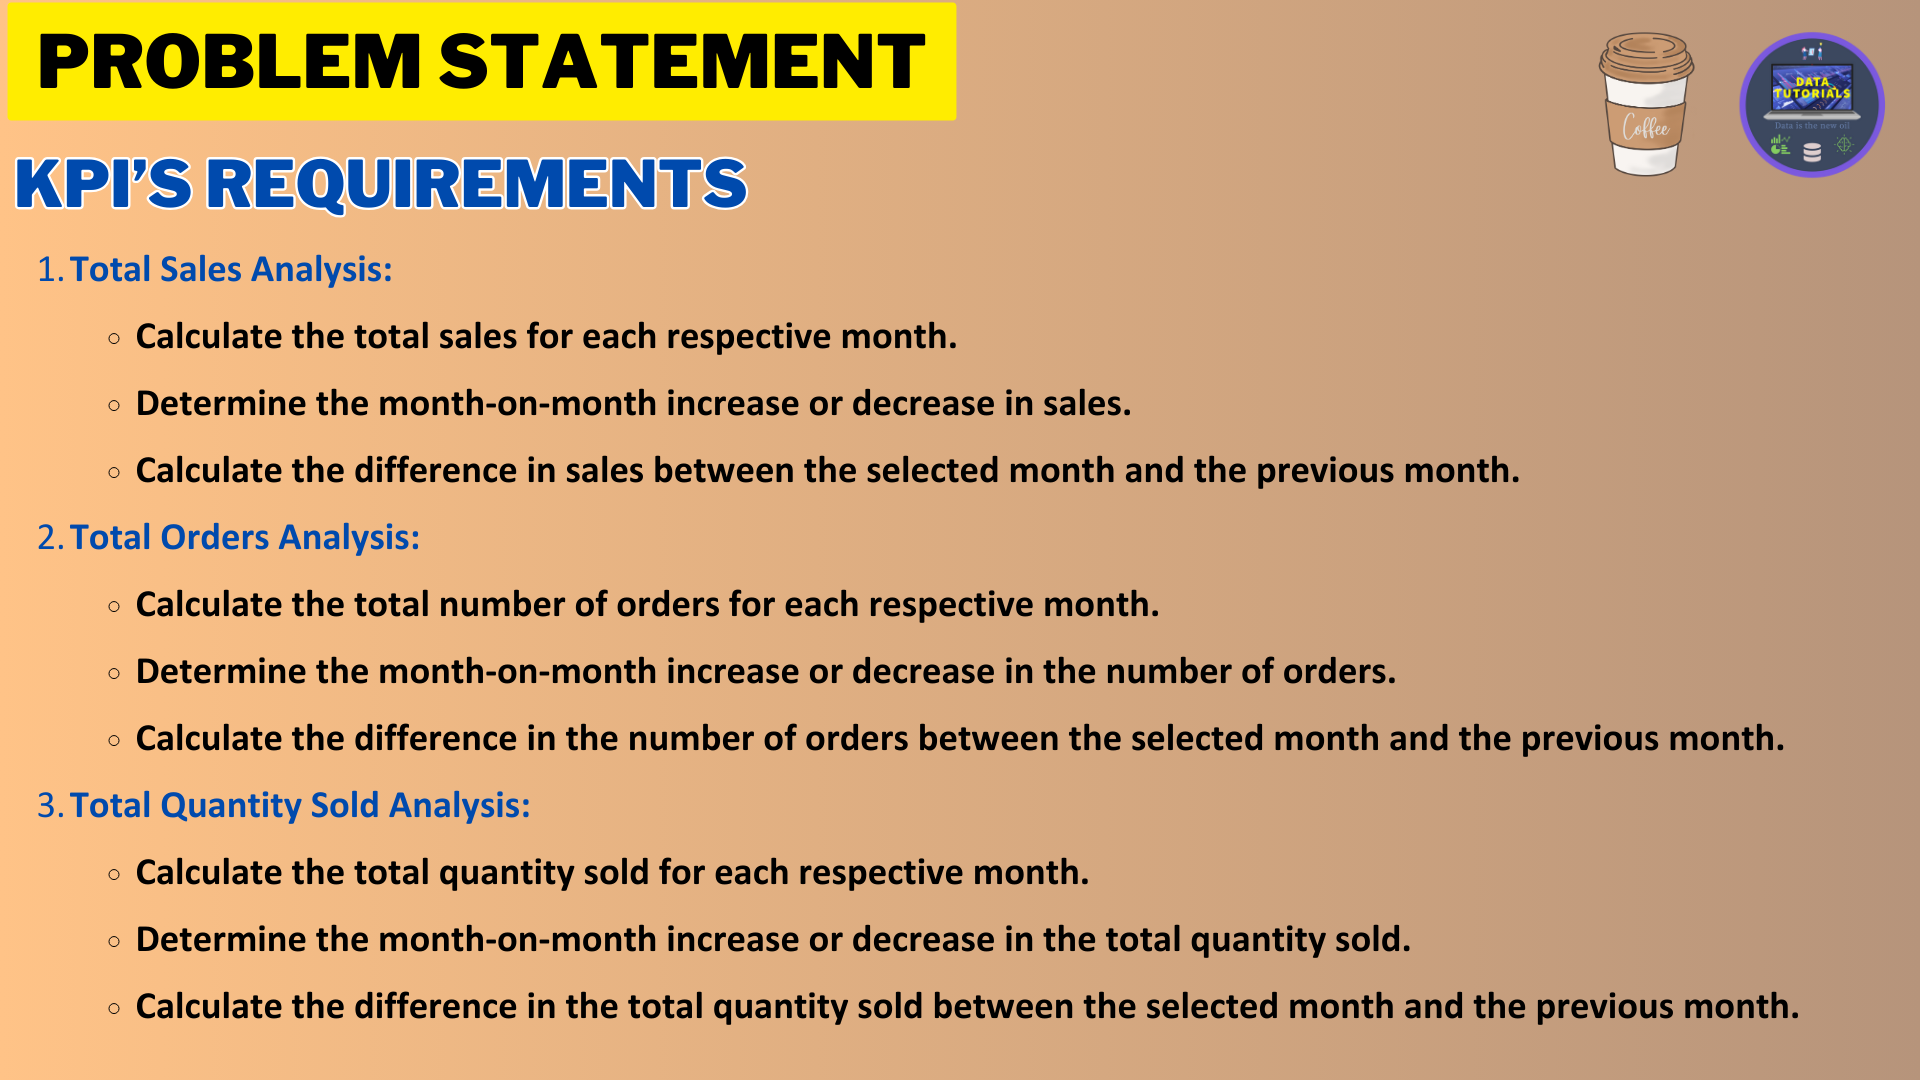 PROBLEM STATEMENT
Coffee
DATA
TUTORIALS
Data is the new oil
KPI’S REQUIREMENTS
1. Total Sales Analysis:
Calculate the total sales for each respective month.
Determine the month-on-month increase or decrease in sales.
Calculate the difference in sales between the selected month and the previous month.
2. Total Orders Analysis:
Calculate the total number of orders for each respective month.
Determine the month-on-month increase or decrease in the number of orders.
Calculate the difference in the number of orders between the selected month and the previous month.
3. Total Quantity Sold Analysis:
Calculate the total quantity sold for each respective month.
Determine the month-on-month increase or decrease in the total quantity sold.
Calculate the difference in the total quantity sold between the selected month and the previous month.